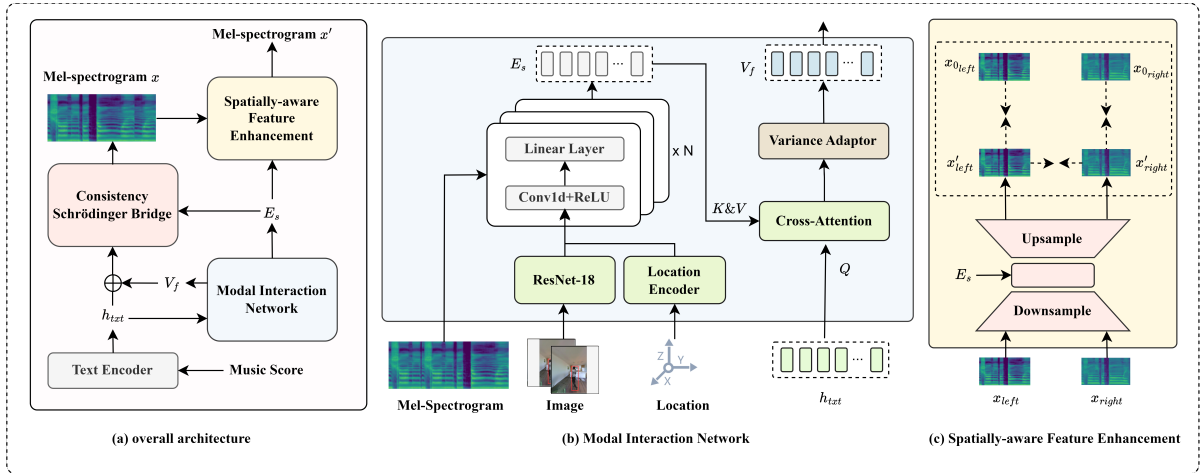 Mel-spectrogram x′
Mel-spectrogram x
Spatially-aware
Feature
Enhancement
Consistency
Schrödinger Bridge
E_s
V_f
Modal Interaction
Network
h_txt
Text Encoder
Music Score
(a) overall architecture
E_s
...
V_f
...
Linear Layer
Conv1d+ReLU
x N
Variance Adaptor
K&V
Cross-Attention
Q
ResNet-18
Location
Encoder
Z
Y
X
...
Mel-Spectrogram
Image
Location
h_txt
(b) Modal Interaction Network
x_0_left
x_0_right
x′_left
x′_right
Upsample
E_s
Downsample
x_left
x_right
(c) Spatially-aware Feature Enhancement